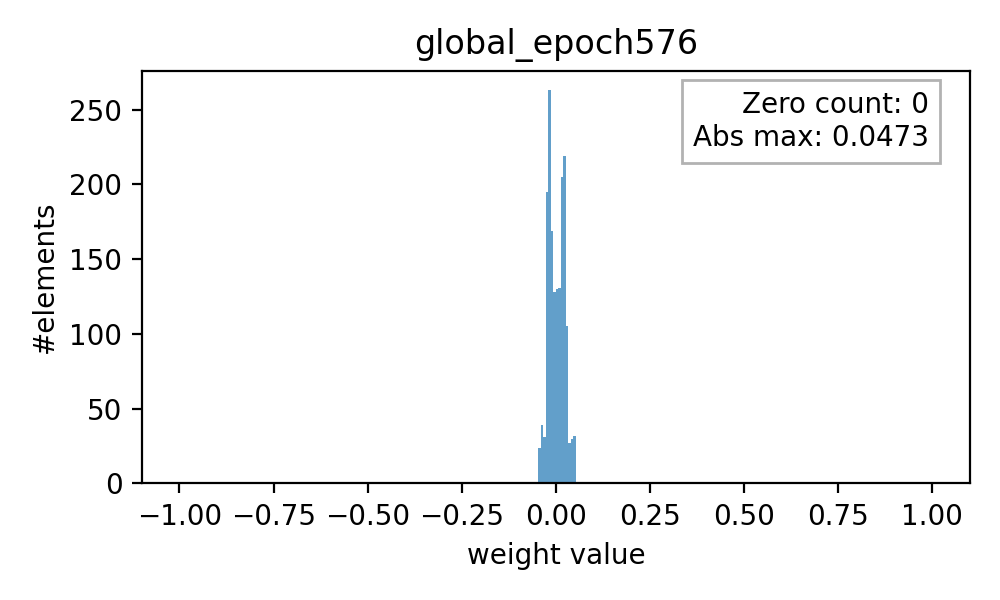 global_epoch576
Zero count: 0
Abs max: 0.0473
250
200
150
100
50
0
#elements
−1.00 −0.75 −0.50 −0.25 0.00 0.25 0.50 0.75 1.00
weight value